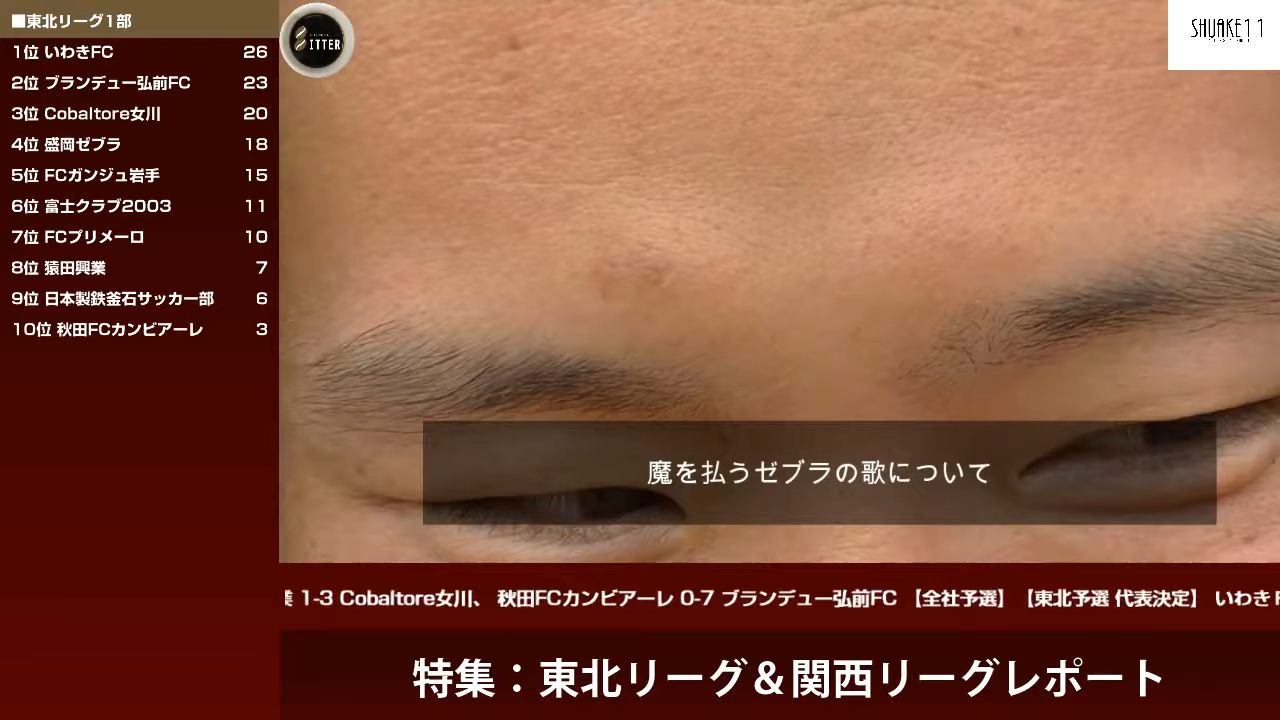 ■東北リーグ1部
1位 いわきFC 26
2位 ブランデュー弘前FC 23
3位 Cobaltore女川 20
4位 盛岡ゼブラ 18
5位 FCガンジュ岩手 15
6位 富士クラブ2003 11
7位 FCプリメーロ 10
8位 猿田興業 7
9位 日本製鉄釜石サッカー部 6
10位 秋田FCカンビアーレ 3
ITTER
SHUAKE11
魔を払うゼブラの歌について
業 1-3 Cobaltore女川、 秋田FCカンビアーレ 0-7 ブランデュー弘前FC 【全社予選】 【東北予選 代表決定】 いわきF
特集：東北リーグ＆関西リーグレポート